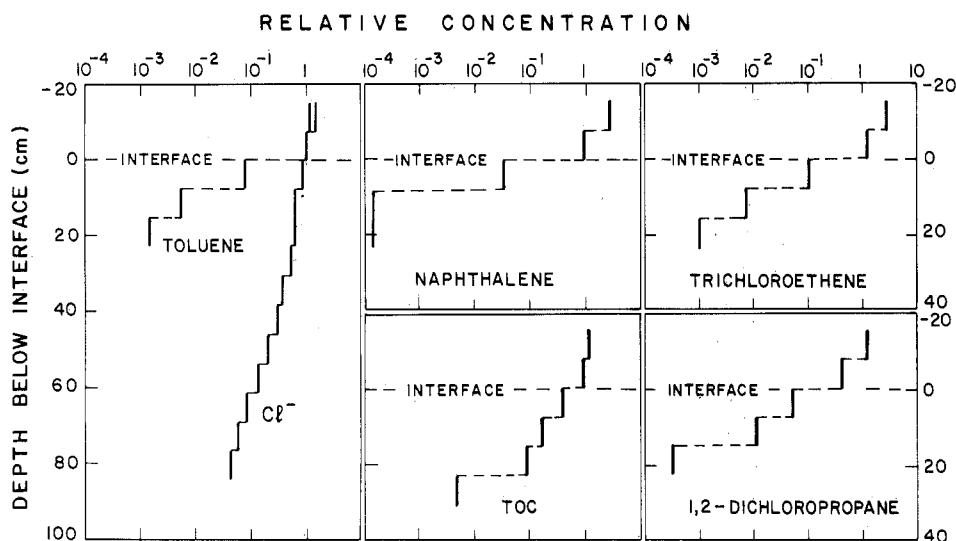 RELATIVE CONCENTRATION
10⁻⁴ 10⁻³ 10⁻² 10⁻¹ 1 10⁻⁴ 10⁻² 10⁻¹ 1 10⁻⁴ 10⁻³ 10⁻² 10⁻¹ 1 10
DEPTH BELOW INTERFACE (cm)
-20
0
20
40
60
80
100
INTERFACE
TOLUENE
Cℓ⁻
INTERFACE
NAPHTHALENE
INTERFACE
TRICHLOROETHENE
-20
0
20
40
INTERFACE
TOC
INTERFACE
1,2-DICHLOROPROPANE
-20
0
20
40